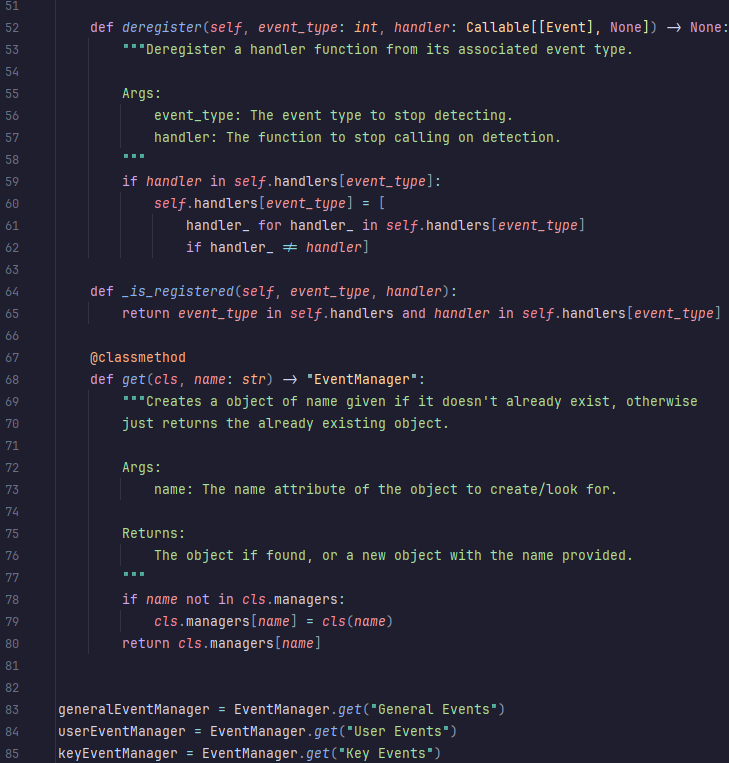 51
52 def deregister(self, event_type: int, handler: Callable[[Event], None]) -> None:
53 """Deregister a handler function from its associated event type.
54
55 Args:
56 event_type: The event type to stop detecting.
57 handler: The function to stop calling on detection.
58 """
59 if handler in self.handlers[event_type]:
60 self.handlers[event_type] = [
61 handler_ for handler_ in self.handlers[event_type]
62 if handler_ != handler]
63
64 def _is_registered(self, event_type, handler):
65 return event_type in self.handlers and handler in self.handlers[event_type]
66
67 @classmethod
68 def get(cls, name: str) -> "EventManager":
69 """Creates a object of name given if it doesn't already exist, otherwise
70 just returns the already existing object.
71
72 Args:
73 name: The name attribute of the object to create/look for.
74
75 Returns:
76 The object if found, or a new object with the name provided.
77 """
78 if name not in cls.managers:
79 cls.managers[name] = cls(name)
80 return cls.managers[name]
81
82
83 generalEventManager = EventManager.get("General Events")
84 userEventManager = EventManager.get("User Events")
85 keyEventManager = EventManager.get("Key Events")